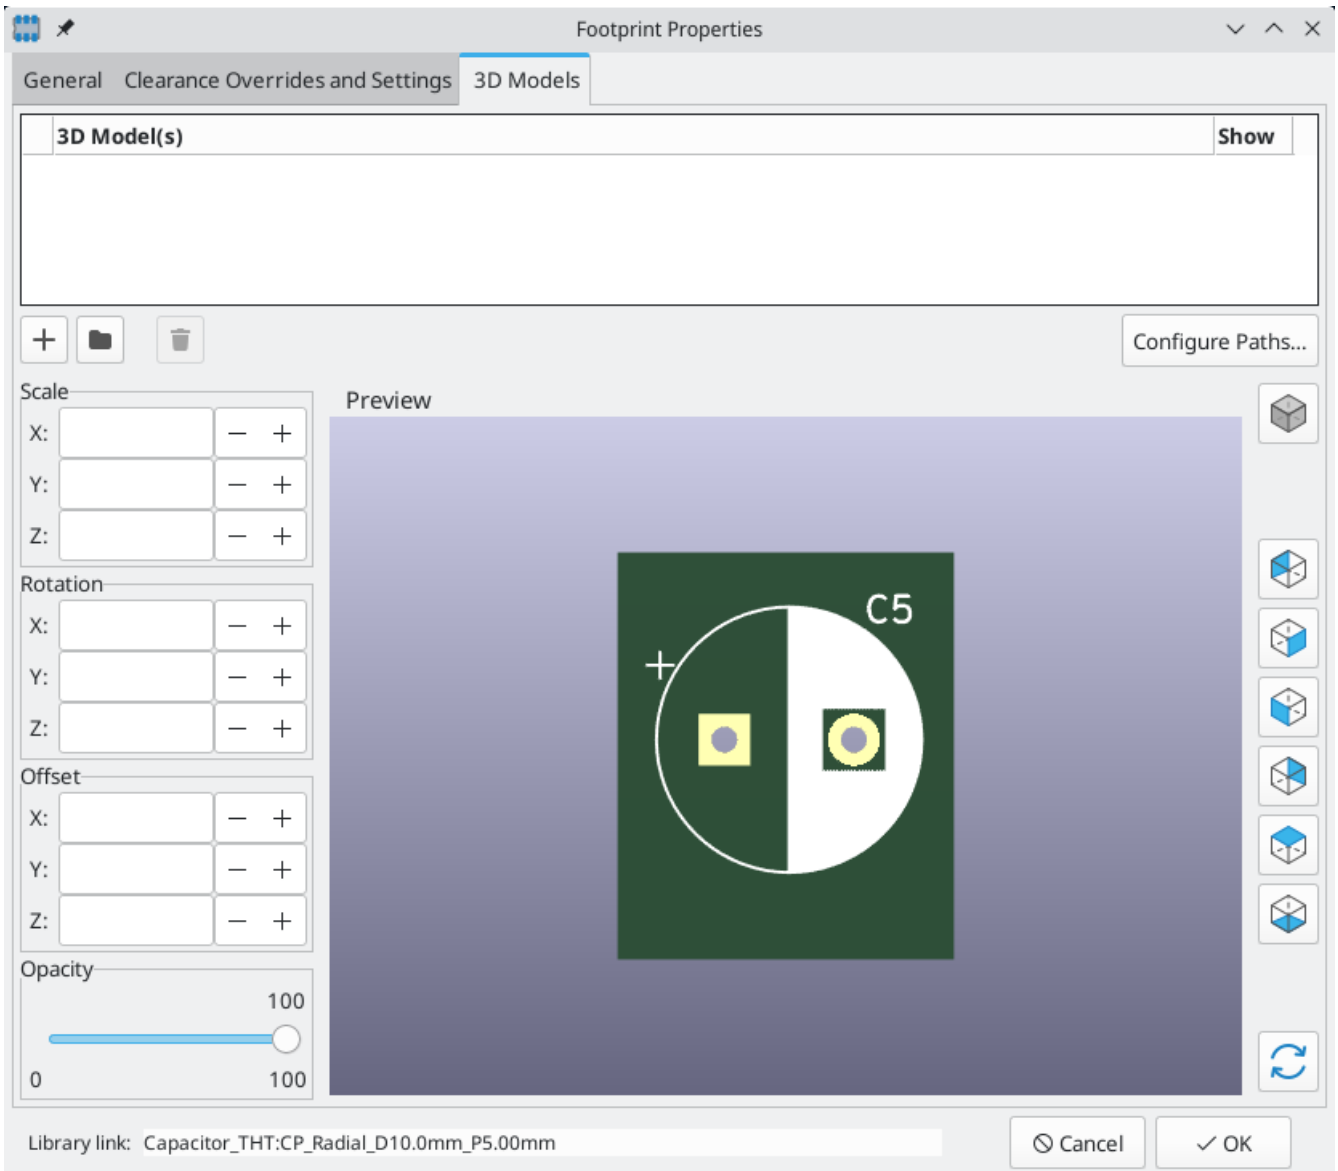 Footprint Properties
General Clearance Overrides and Settings 3D Models
3D Model(s) Show
Configure Paths...
Scale
X:
Y:
Z:
Rotation
X:
Y:
Z:
Offset
X:
Y:
Z:
Opacity
100
0 100
Preview
C5
+
Library link: Capacitor_THT:CP_Radial_D10.0mm_P5.00mm
Cancel OK